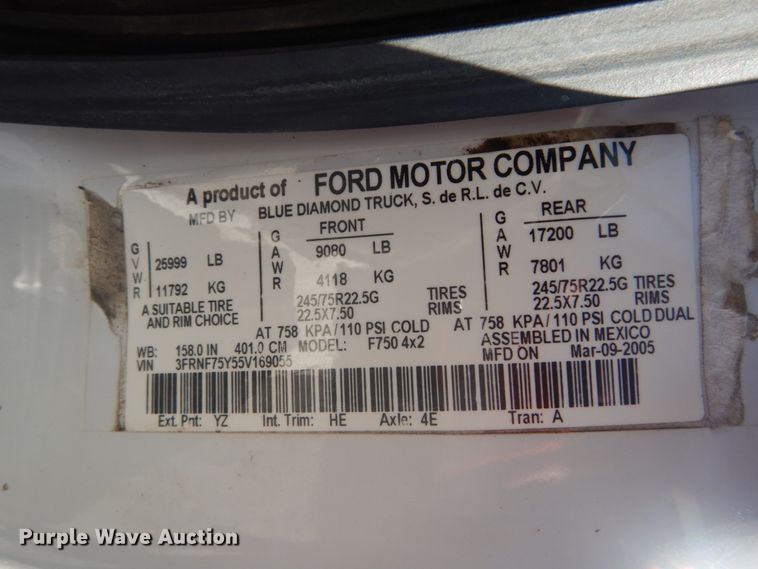 A product of FORD MOTOR COMPANY
MFD BY BLUE DIAMOND TRUCK, S. de R.L. de C.V.
GVWR 25999 LB
11792 KG
FRONT
GAWR 9080 LB
4118 KG
REAR
GAWR 17200 LB
7801 KG
A SUITABLE TIRE
AND RIM CHOICE
245/75R22.5G TIRES
22.5X7.50 RIMS
245/75R22.5G TIRES
22.5X7.50 RIMS
AT 758 KPA/110 PSI COLD AT 758 KPA/110 PSI COLD DUAL
WB: 158.0 IN 401.0 CM MODEL: F750 4x2 ASSEMBLED IN MEXICO
VIN 3FRNF75Y55V169055 MFD ON Mar-09-2005
Ext. Pnt: YZ Int. Trim: HE Axle: 4E Tran: A
Purple Wave Auction